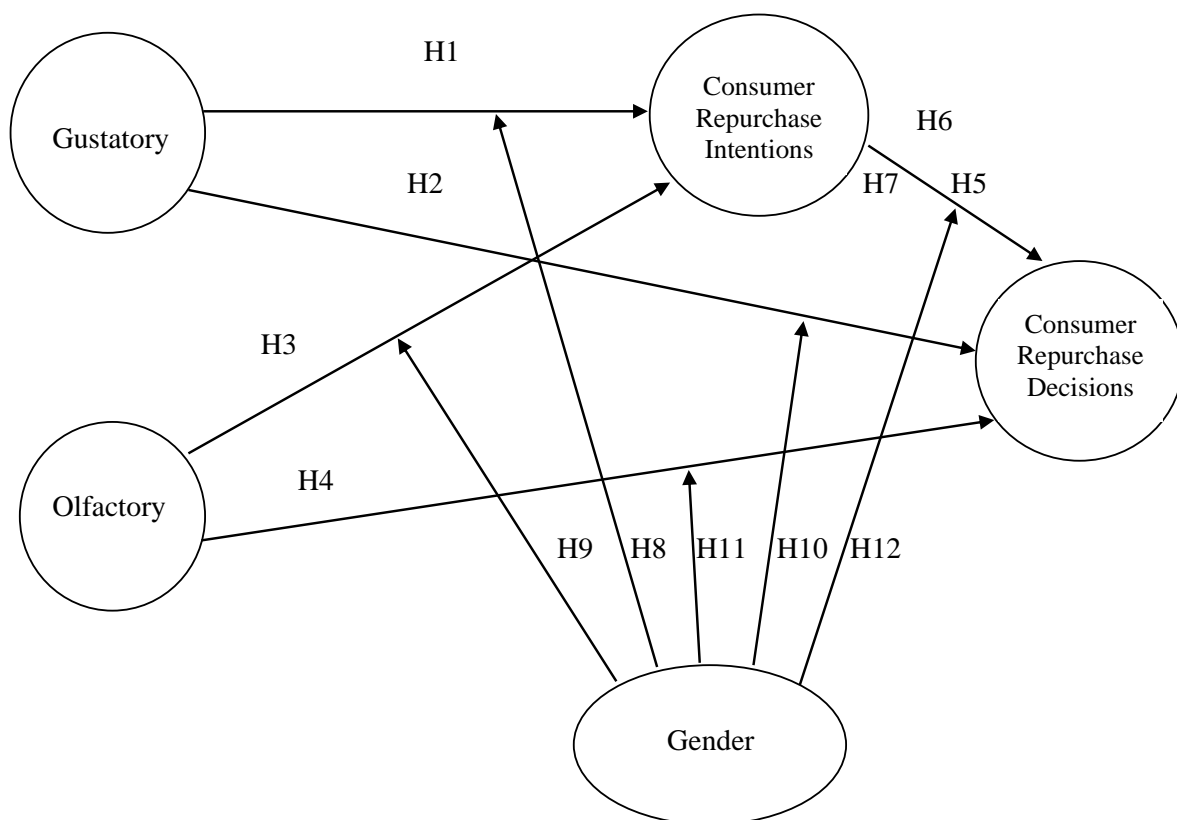 H1
Consumer
Repurchase
Intentions
H6
Gustatory
H2
H7
H5
Consumer
Repurchase
Decisions
H3
H4
Olfactory
H9
H8
H11
H10
H12
Gender